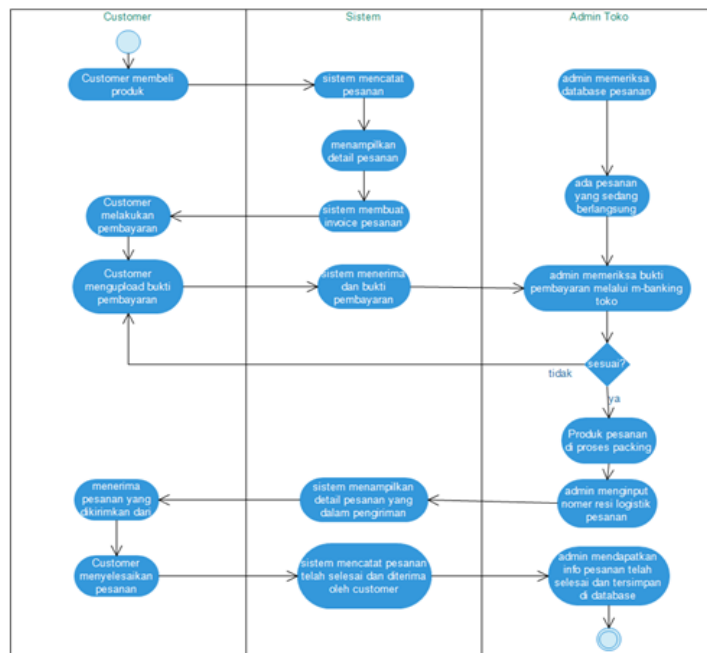 Customer
Sistem
Admin Toko
Customer membeli
produk
sistem mencatat
pesanan
admin memeriksa
database pesanan
menampilkan
detail pesanan
ada pesanan
yang sedang
berlangsung
Customer
melakukan
pembayaran
sistem membuat
invoice pesanan
Customer
mengupload bukti
pembayaran
sistem menerima
dan bukti
pembayaran
admin memeriksa bukti
pembayaran melalui m-banking
toko
sesuai?
tidak
ya
Produk pesanan
di proses packing
menerima
pesanan yang
dikirimkan dari
sistem menampilkan
detail pesanan yang
dalam pengiriman
admin menginput
nomer resi logistik
pesanan
Customer
menyelesaikan
pesanan
sistem mencatat pesanan
telah selesai dan diterima
oleh customer
admin mendapatkan
info pesanan telah
selesai dan tersimpan
di database